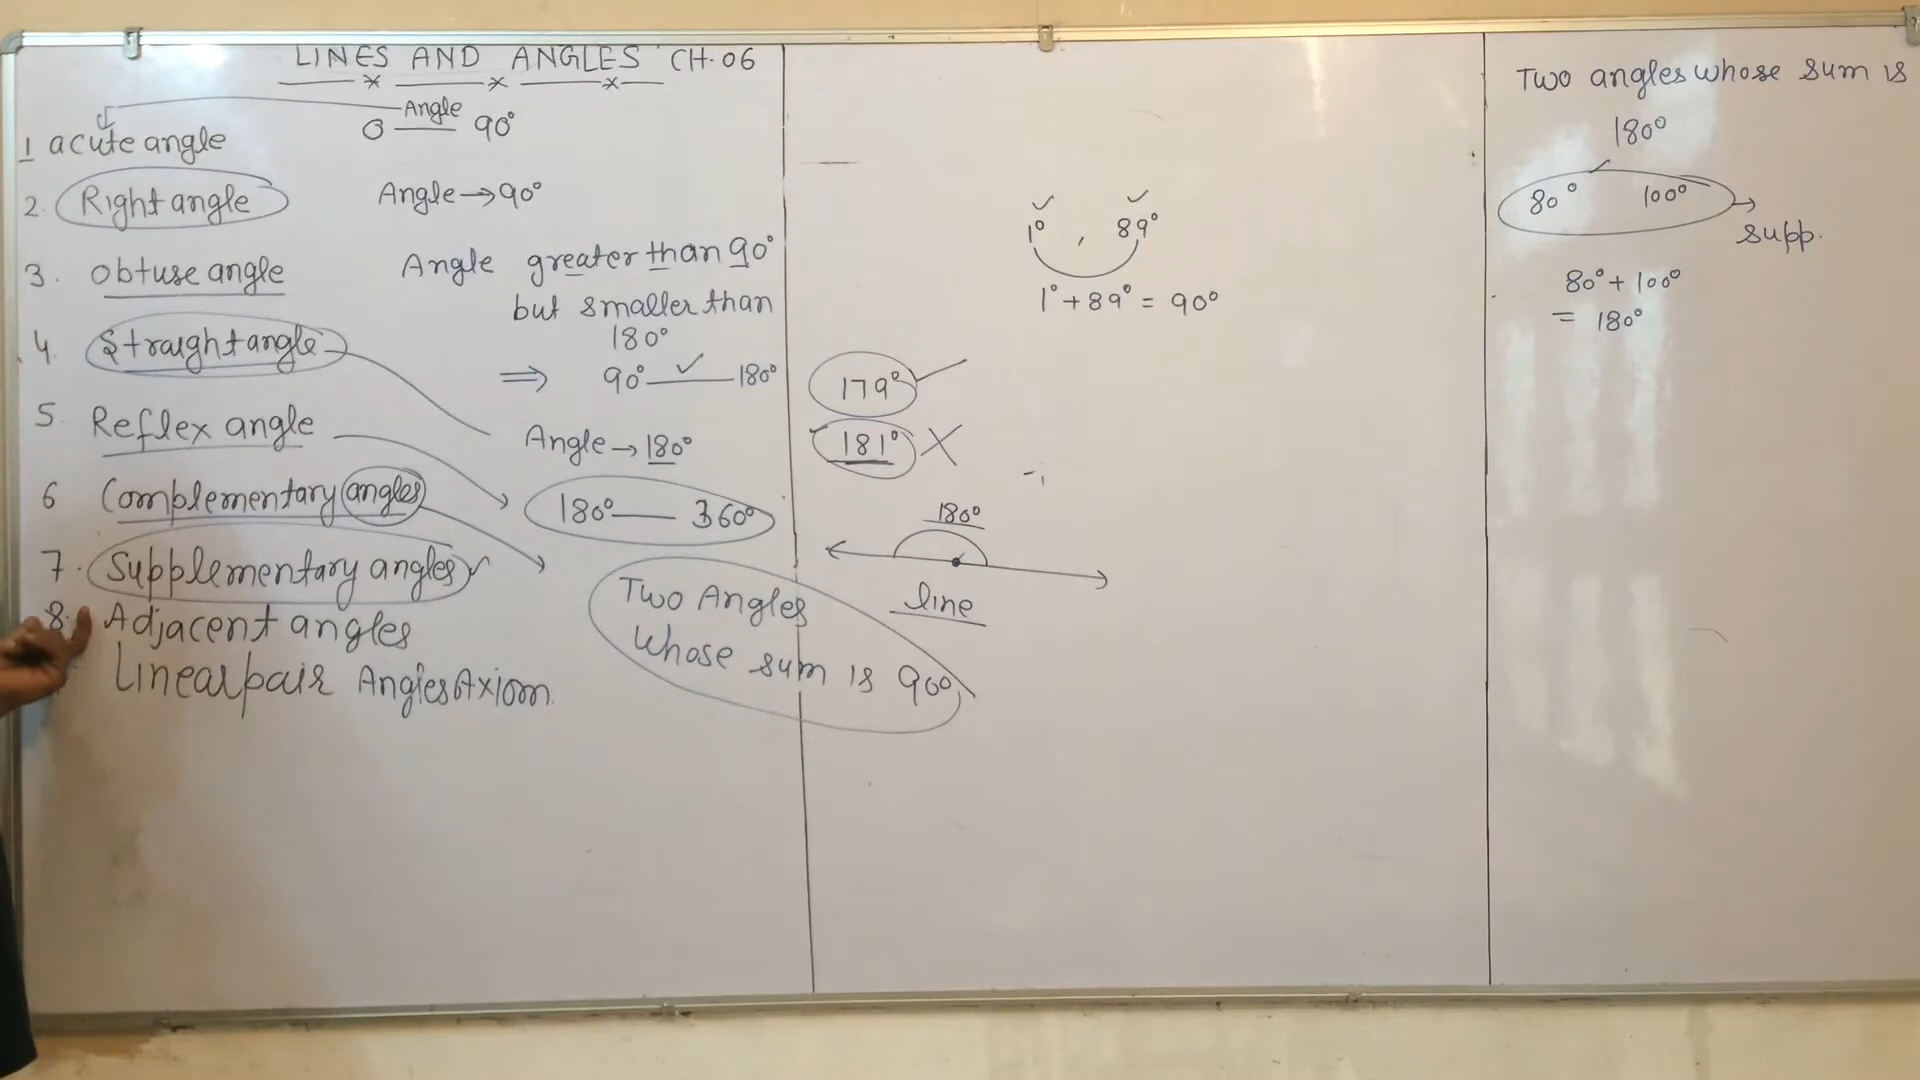 LINES AND ANGLES CH.06
Angle
0 — 90°
1 acute angle
2. Right angle
Angle → 90°
3. Obtuse angle
Angle greater than 90°
but smaller than
180°
⇒ 90° ✓ — 180°
4. Straight angle
Angle → 180°
5. Reflex angle
180° — 360°
6 Complementary angles
Two Angles
Whose sum is 90°
7. Supplementary angles ✓
8. Adjacent angles
Linear pair Angles Axiom.
✓ ✓
1° , 89°
1° + 89° = 90°
179°
181° X
180°
line
Two angles whose sum is
180°
80° 100° →
supp.
80° + 100°
= 180°